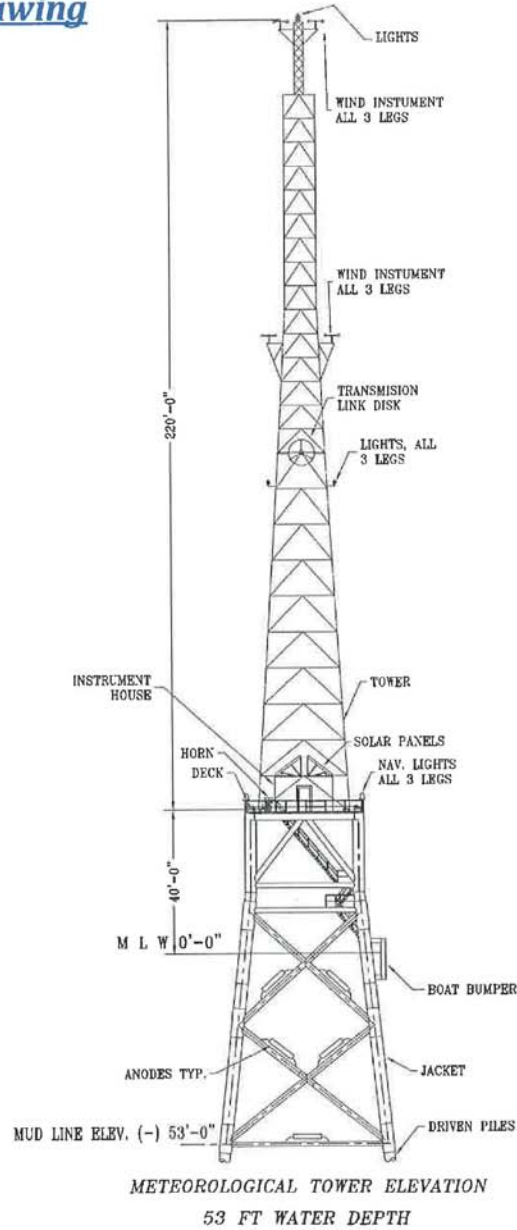 LIGHTS
WIND INSTUMENT
ALL 3 LEGS
WIND INSTUMENT
ALL 3 LEGS
220'-0"
TRANSMISION
LINK DISK
LIGHTS, ALL
3 LEGS
INSTRUMENT
HOUSE
TOWER
SOLAR PANELS
HORN
NAV. LIGHTS
ALL 3 LEGS
DECK
40'-0"
M L W 0'-0"
BOAT BUMPER
ANODES TYP.
JACKET
MUD LINE ELEV. (-) 53'-0"
DRIVEN PILES
METEOROLOGICAL TOWER ELEVATION
53 FT WATER DEPTH